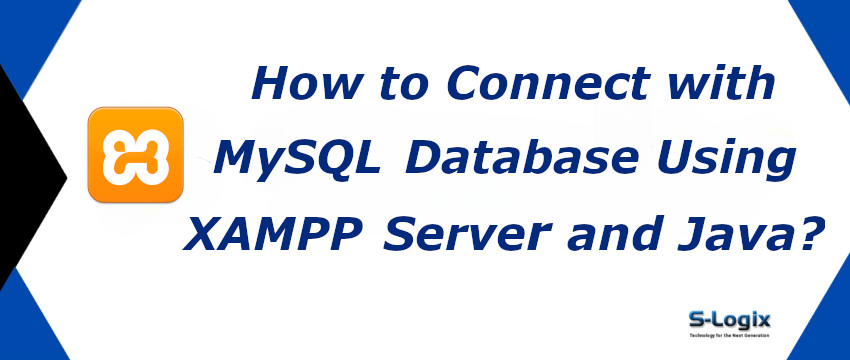 How to Connect with
MySQL Database Using
XAMPP Server and Java?
S-Logix
Technology for the Next Generation